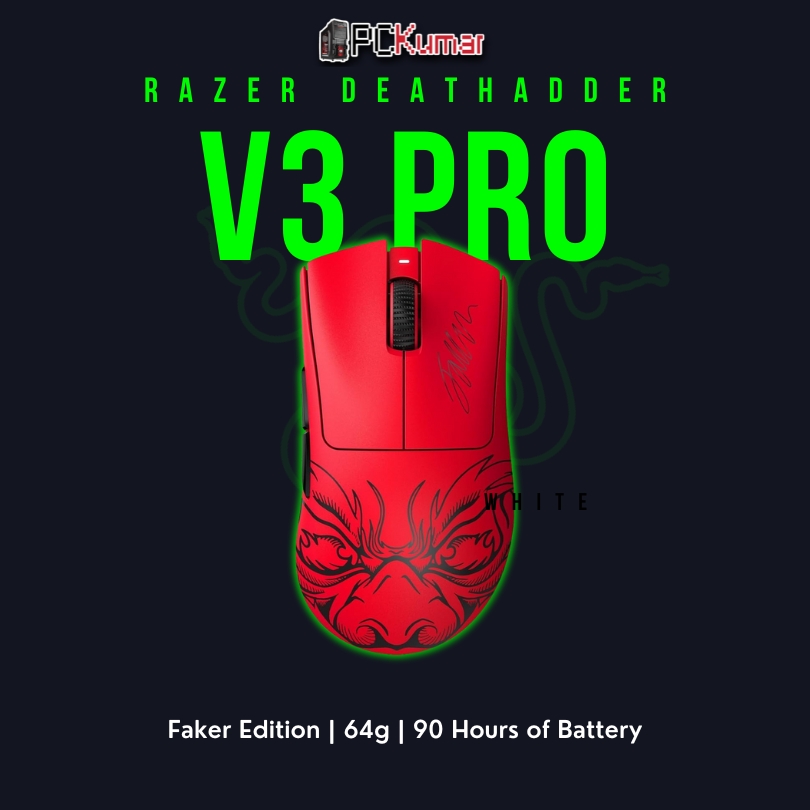 PCKumar
RAZER DEATHADDER
V3 PRO
WHITE
Faker Edition | 64g | 90 Hours of Battery